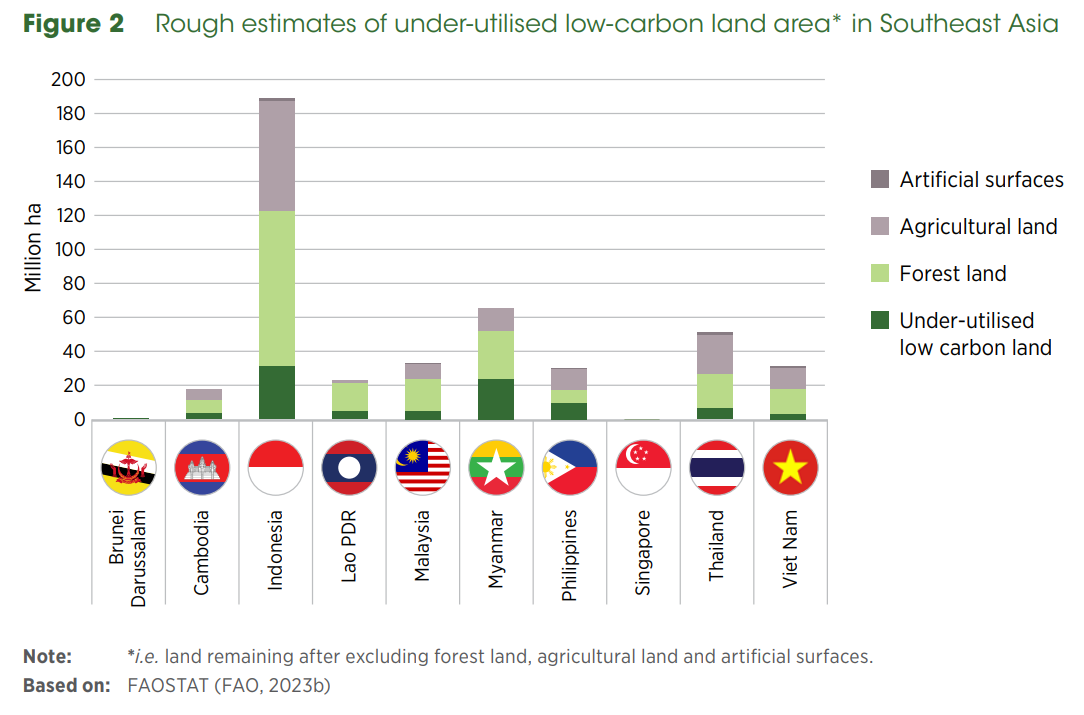 Figure 2 Rough estimates of under-utilised low-carbon land area* in Southeast Asia
Million ha
200
180
160
140
120
100
80
60
40
20
0
Artificial surfaces
Agricultural land
Forest land
Under-utilised
low carbon land
Brunei
Darussalam
Cambodia
Indonesia
Lao PDR
Malaysia
Myanmar
Philippines
Singapore
Thailand
Viet Nam
Note: *i.e. land remaining after excluding forest land, agricultural land and artificial surfaces.
Based on: FAOSTAT (FAO, 2023b)